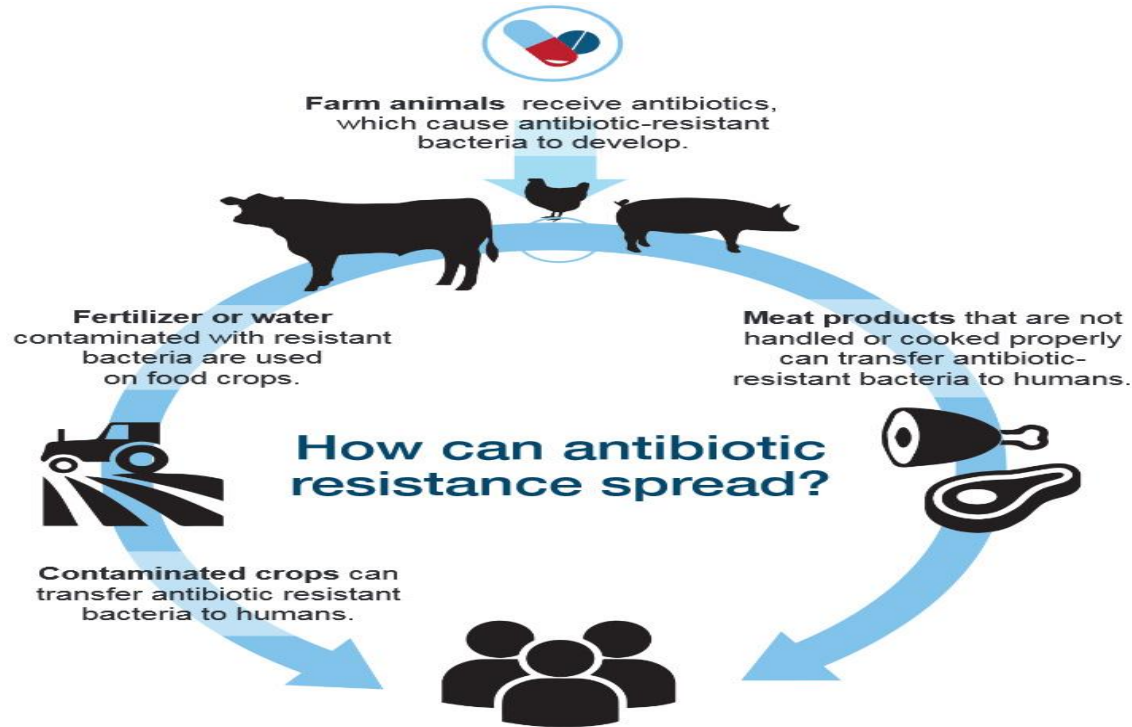 Farm animals receive antibiotics,
which cause antibiotic-resistant
bacteria to develop.
Fertilizer or water
contaminated with resistant
bacteria are used
on food crops.
Meat products that are not
handled or cooked properly
can transfer antibiotic-
resistant bacteria to humans.
How can antibiotic
resistance spread?
Contaminated crops can
transfer antibiotic resistant
bacteria to humans.